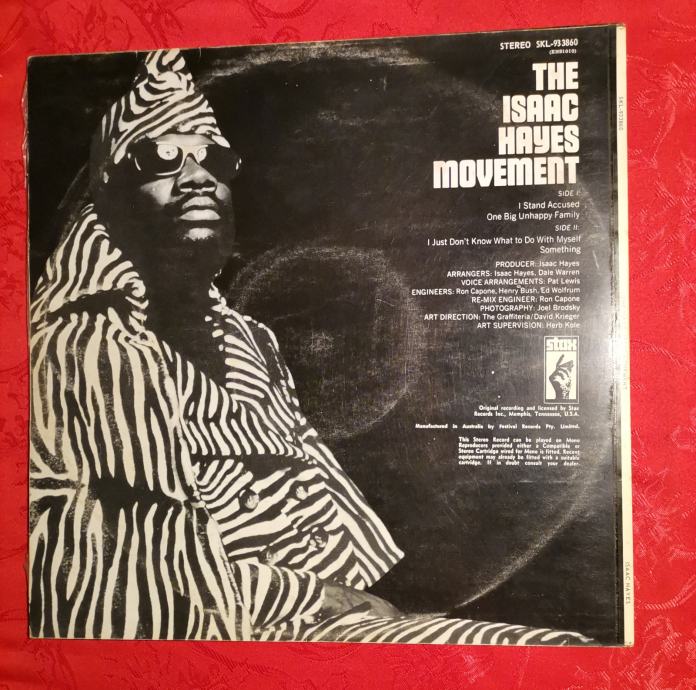 STEREO SKL-933860
(ENS1010)
THE
ISAAC
HAYES
MOVEMENT
SIDE I:
I Stand Accused
One Big Unhappy Family
SIDE II:
I Just Don't Know What to Do With Myself
Something
PRODUCER: Isaac Hayes
ARRANGERS: Isaac Hayes, Dale Warren
VOICE ARRANGEMENTS: Pat Lewis
ENGINEERS: Ron Capone, Henry Bush, Ed Wolfrum
RE-MIX ENGINEER: Ron Capone
PHOTOGRAPHY: Joel Brodsky
ART DIRECTION: The Graffiteria/David Krieger
ART SUPERVISION: Herb Kole
stax
Original recording and licensed by Stax
Records Inc., Memphis, Tennessee, U.S.A.
Manufactured in Australia by Festival Records Pty. Limited.
This Stereo Record can be played on Mono
Reproducers provided either a Compatible or
Stereo Cartridge wired for Mono is fitted. Recent
equipment may already be fitted with a suitable
cartridge. If in doubt consult your dealer.
SKL-933860
ISAAC HAYES